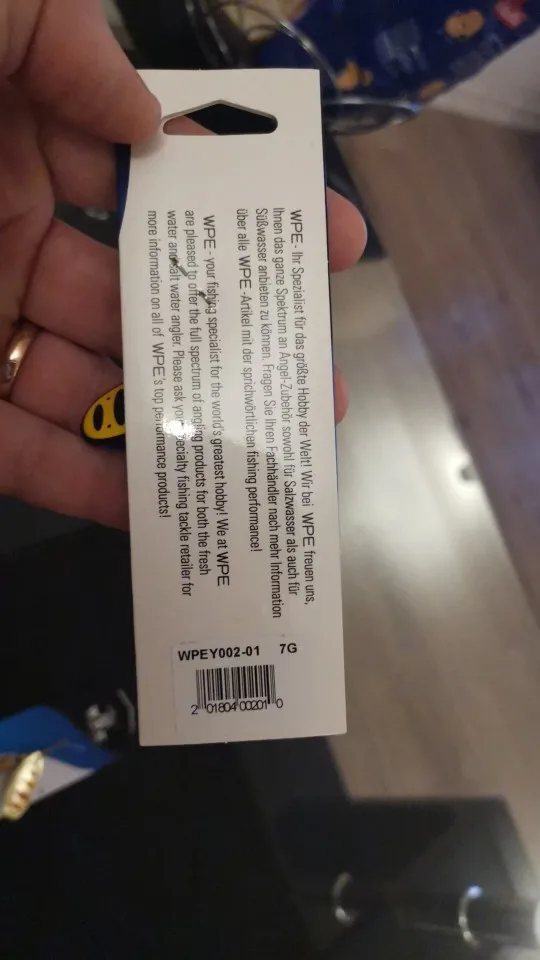 WPE- Ihr Spezialist für das größte Hobby der Welt! Wir bei WPE freuen uns,
Ihnen das ganze Spektrum an Angel-Zubehör sowohl für Salzwasser als auch für
Süßwasser anbieten zu können. Fragen Sie Ihren Fachhändler nach mehr Information
über alle WPE-Artikel mit der sprichwörtlichen fishing performance!
WPE - your fishing specialist for the world's greatest hobby! We at WPE
are pleased to offer the full spectrum of angling products for both the fresh
water and salt water angler. Please ask your specialty fishing tackle retailer for
more information on all of WPE's top performance products!
WPEY002-01 7G
2 01804 00201 0